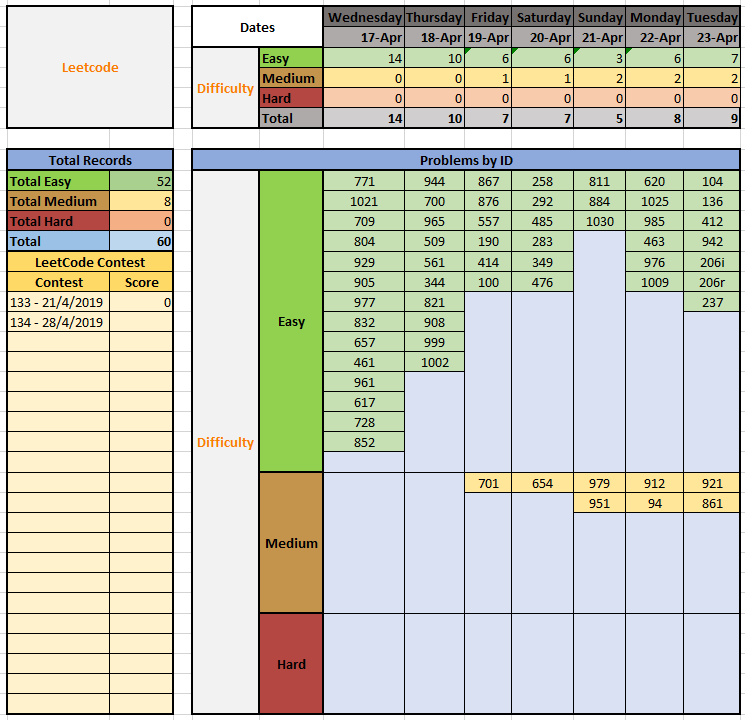 Leetcode
Dates Wednesday Thursday Friday Saturday Sunday Monday Tuesday
17-Apr 18-Apr 19-Apr 20-Apr 21-Apr 22-Apr 23-Apr
Difficulty
Easy 14 10 6 6 3 6 7
Medium 0 0 1 1 2 2 2
Hard 0 0 0 0 0 0 0
Total 14 10 7 7 5 8 9
Total Records
Total Easy 52
Total Medium 8
Total Hard 0
Total 60
LeetCode Contest
Contest Score
133 - 21/4/2019 0
134 - 28/4/2019
Problems by ID
Difficulty
Easy
771 944 867 258 811 620 104
1021 700 876 292 884 1025 136
709 965 557 485 1030 985 412
804 509 190 283 463 942
929 561 414 349 976 206i
905 344 100 476 1009 206r
977 821 237
832 908
657 999
461 1002
961
617
728
852
Medium
701 654 979 912 921
951 94 861
Hard